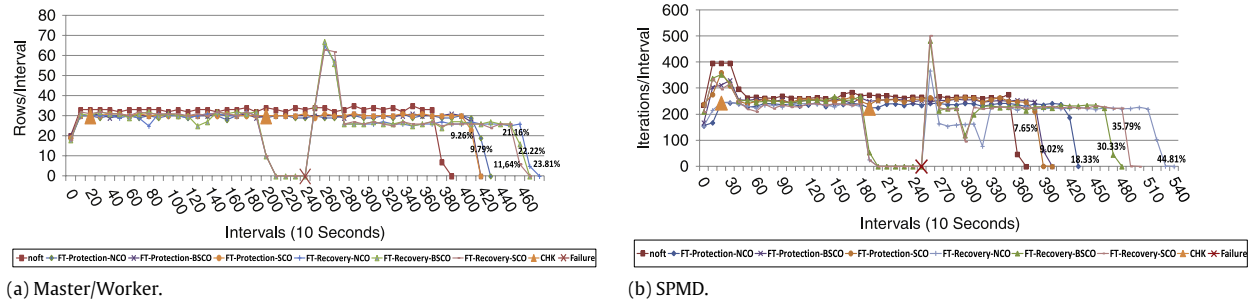 80
70
60
50
40
30
20
10
0
Rows/Interval
9.26%
9.79%
11,64%
21.16%
22.22%
23.81%
0 20 40 60 80 100 120 140 160 180 200 220 240 260 280 300 320 340 360 380 400 420 440 460
Intervals (10 Seconds)
noft FT-Protection-NCO FT-Protection-BSCO FT-Protection-SCO FT-Recovery-NCO FT-Recovery-BSCO FT-Recovery-SCO CHK Failure
(a) Master/Worker.
600
500
400
300
200
100
0
Iterations/Interval
7.65%
9.02%
18.33%
30.33%
35.79%
44.81%
0 30 60 90 120 150 180 210 240 270 300 330 360 390 420 450 480 510 540
Intervals (10 Seconds)
noft FT-Protection-NCO FT-Protection-BSCO FT-Protection-SCO FT-Recovery-NCO FT-Recovery-BSCO FT-Recovery-SCO CHK Failure
(b) SPMD.